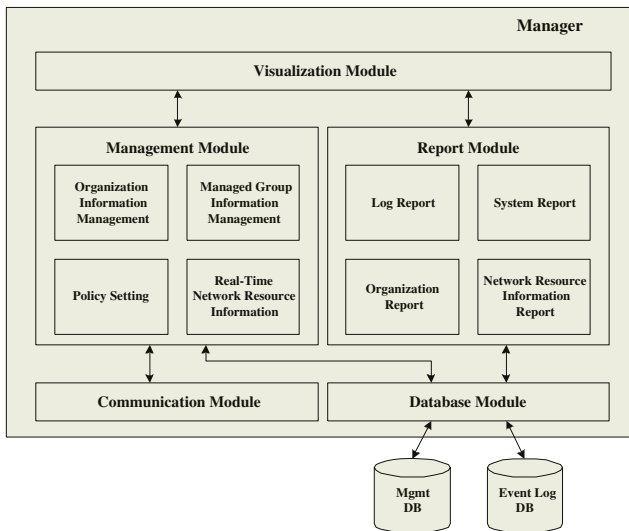 Manager
Visualization Module
Management Module
Organization
Information
Management
Managed Group
Information
Management
Policy Setting
Real-Time
Network Resource
Information
Report Module
Log Report
System Report
Organization
Report
Network Resource
Information
Report
Communication Module
Database Module
Mgmt
DB
Event Log
DB